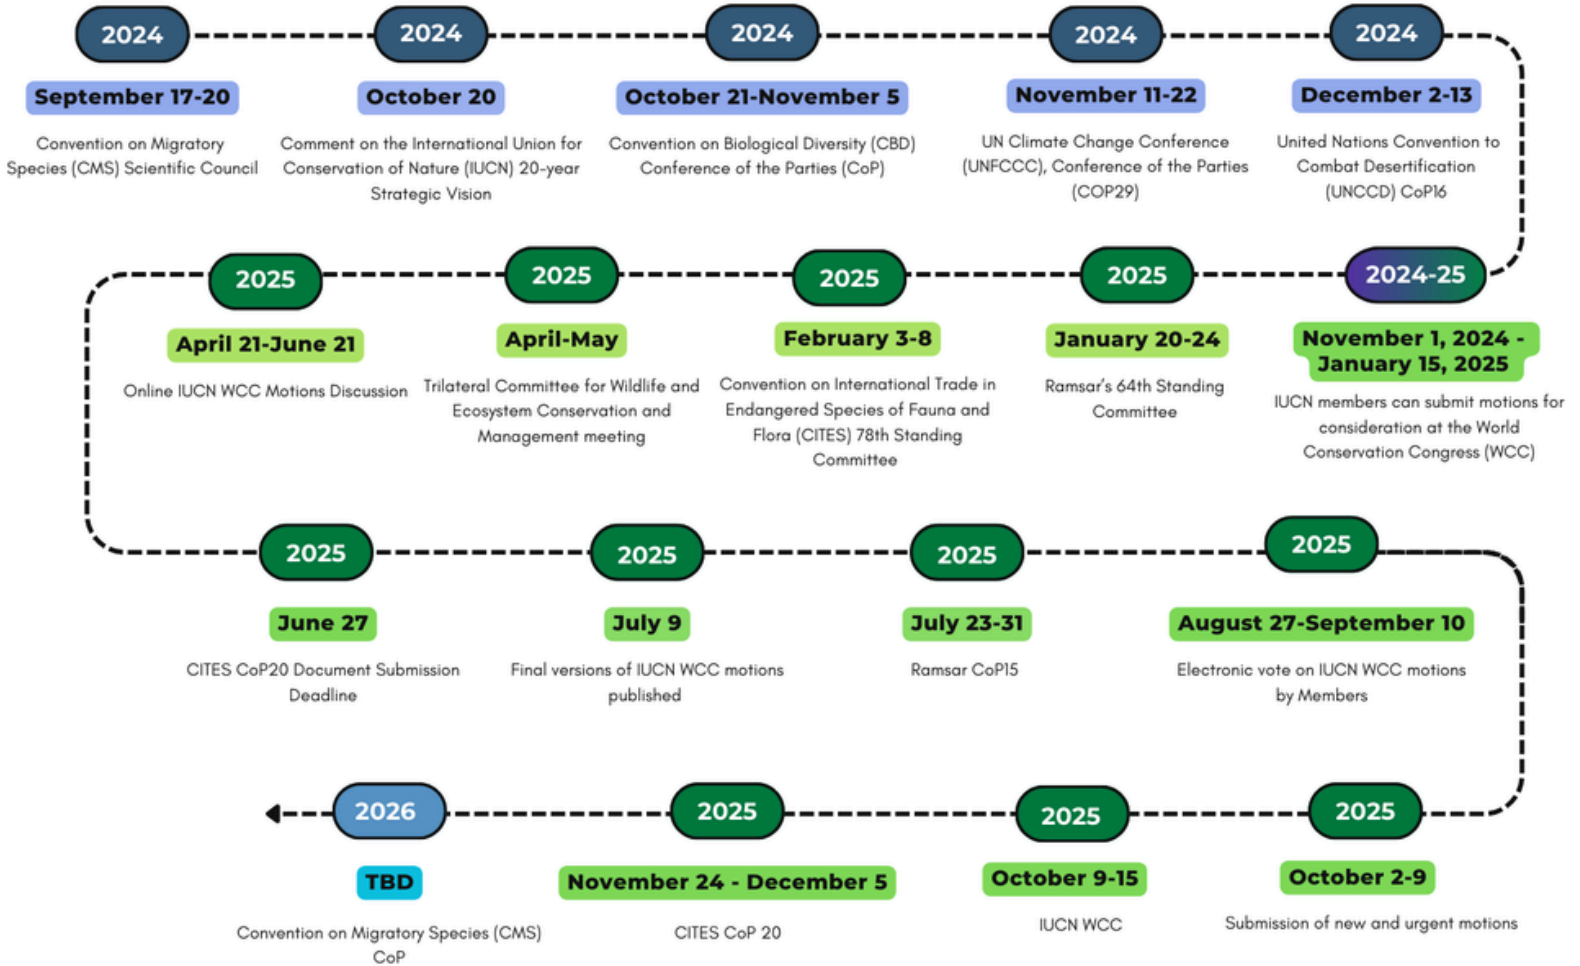 2024
September 17-20
Convention on Migratory
Species (CMS) Scientific Council
2024
October 20
Comment on the International Union for
Conservation of Nature (IUCN) 20-year
Strategic Vision
2024
October 21-November 5
Convention on Biological Diversity (CBD)
Conference of the Parties (CoP)
2024
November 11-22
UN Climate Change Conference
(UNFCCC), Conference of the Parties
(COP29)
2024
December 2-13
United Nations Convention to
Combat Desertification
(UNCCD) CoP16
2024-25
November 1, 2024 -
January 15, 2025
IUCN members can submit motions for
consideration at the World
Conservation Congress (WCC)
2025
January 20-24
Ramsar's 64th Standing
Committee
2025
February 3-8
Convention on International Trade in
Endangered Species of Fauna and
Flora (CITES) 78th Standing
Committee
2025
April-May
Trilateral Committee for Wildlife and
Ecosystem Conservation and
Management meeting
2025
April 21-June 21
Online IUCN WCC Motions Discussion
2025
June 27
CITES CoP20 Document Submission
Deadline
2025
July 9
Final versions of IUCN WCC motions
published
2025
July 23-31
Ramsar CoP15
2025
August 27-September 10
Electronic vote on IUCN WCC motions
by Members
2025
October 2-9
Submission of new and urgent motions
2025
October 9-15
IUCN WCC
2025
November 24 - December 5
CITES CoP 20
2026
TBD
Convention on Migratory Species (CMS)
CoP